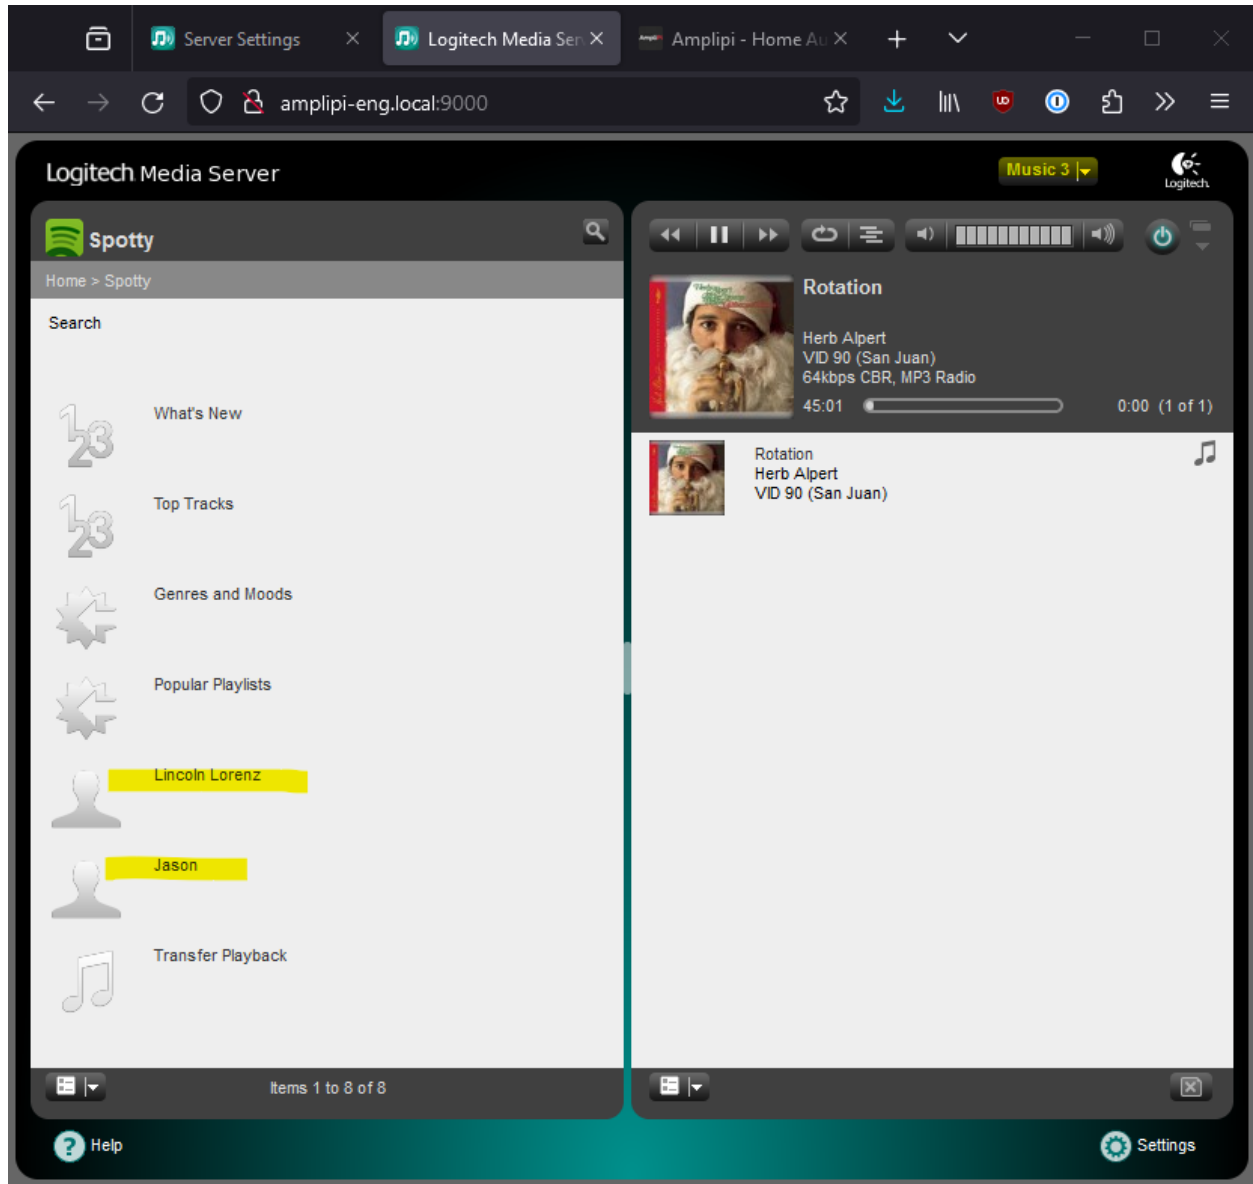 Server Settings
Logitech Media Ser
Amplipi - Home Au
amplipi-eng.local:9000
Logitech Media Server
Music 3
Logitech
Spotty
Home > Spotty
Search
What's New
Top Tracks
Genres and Moods
Popular Playlists
Lincoln Lorenz
Jason
Transfer Playback
Items 1 to 8 of 8
Rotation
Herb Alpert
VID 90 (San Juan)
64kbps CBR, MP3 Radio
45:01 0:00 (1 of 1)
Rotation
Herb Alpert
VID 90 (San Juan)
Help
Settings